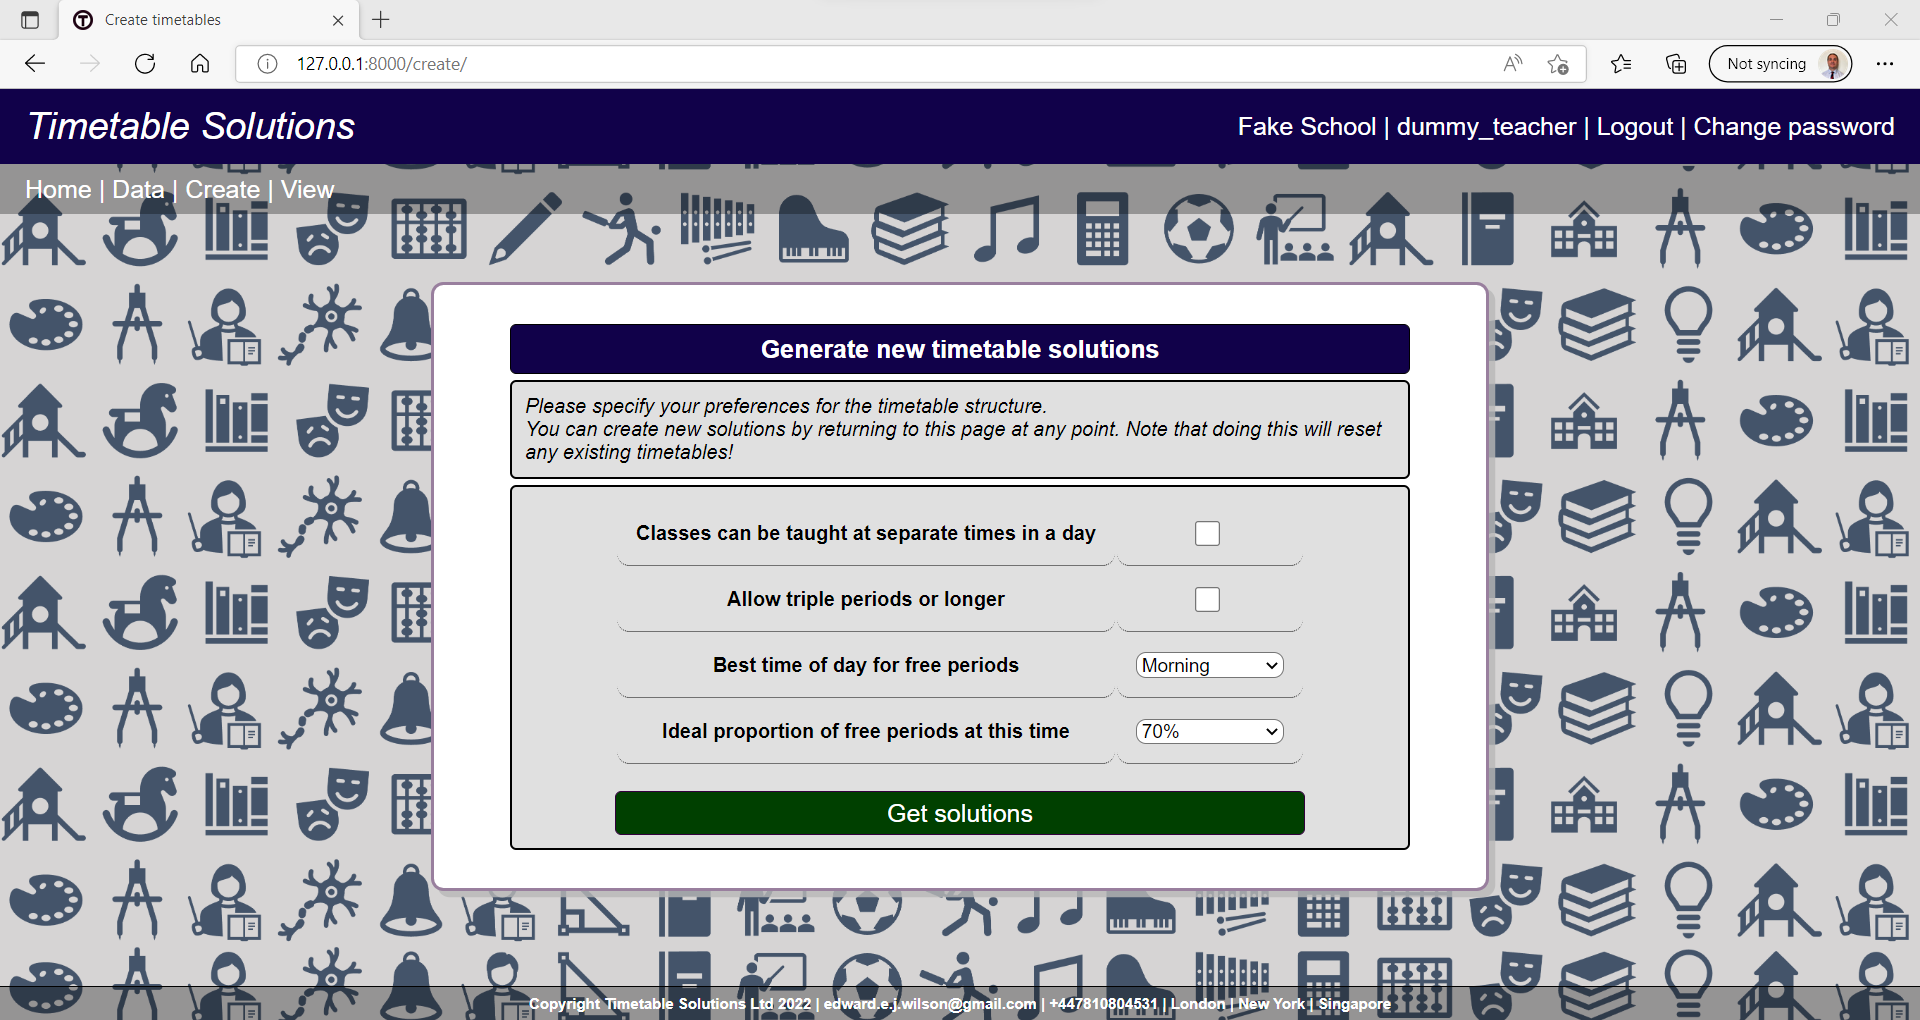 Create timetables
127.0.0.1:8000/create/
Not syncing
Timetable Solutions
Fake School | dummy_teacher | Logout | Change password
Home | Data | Create | View
Generate new timetable solutions
Please specify your preferences for the timetable structure.
You can create new solutions by returning to this page at any point. Note that doing this will reset
any existing timetables!
Classes can be taught at separate times in a day
Allow triple periods or longer
Best time of day for free periods
Morning
Ideal proportion of free periods at this time
70%
Get solutions
Copyright Timetable Solutions Ltd 2022 | edward.e.j.wilson@gmail.com | +447810804531 | London | New York | Singapore